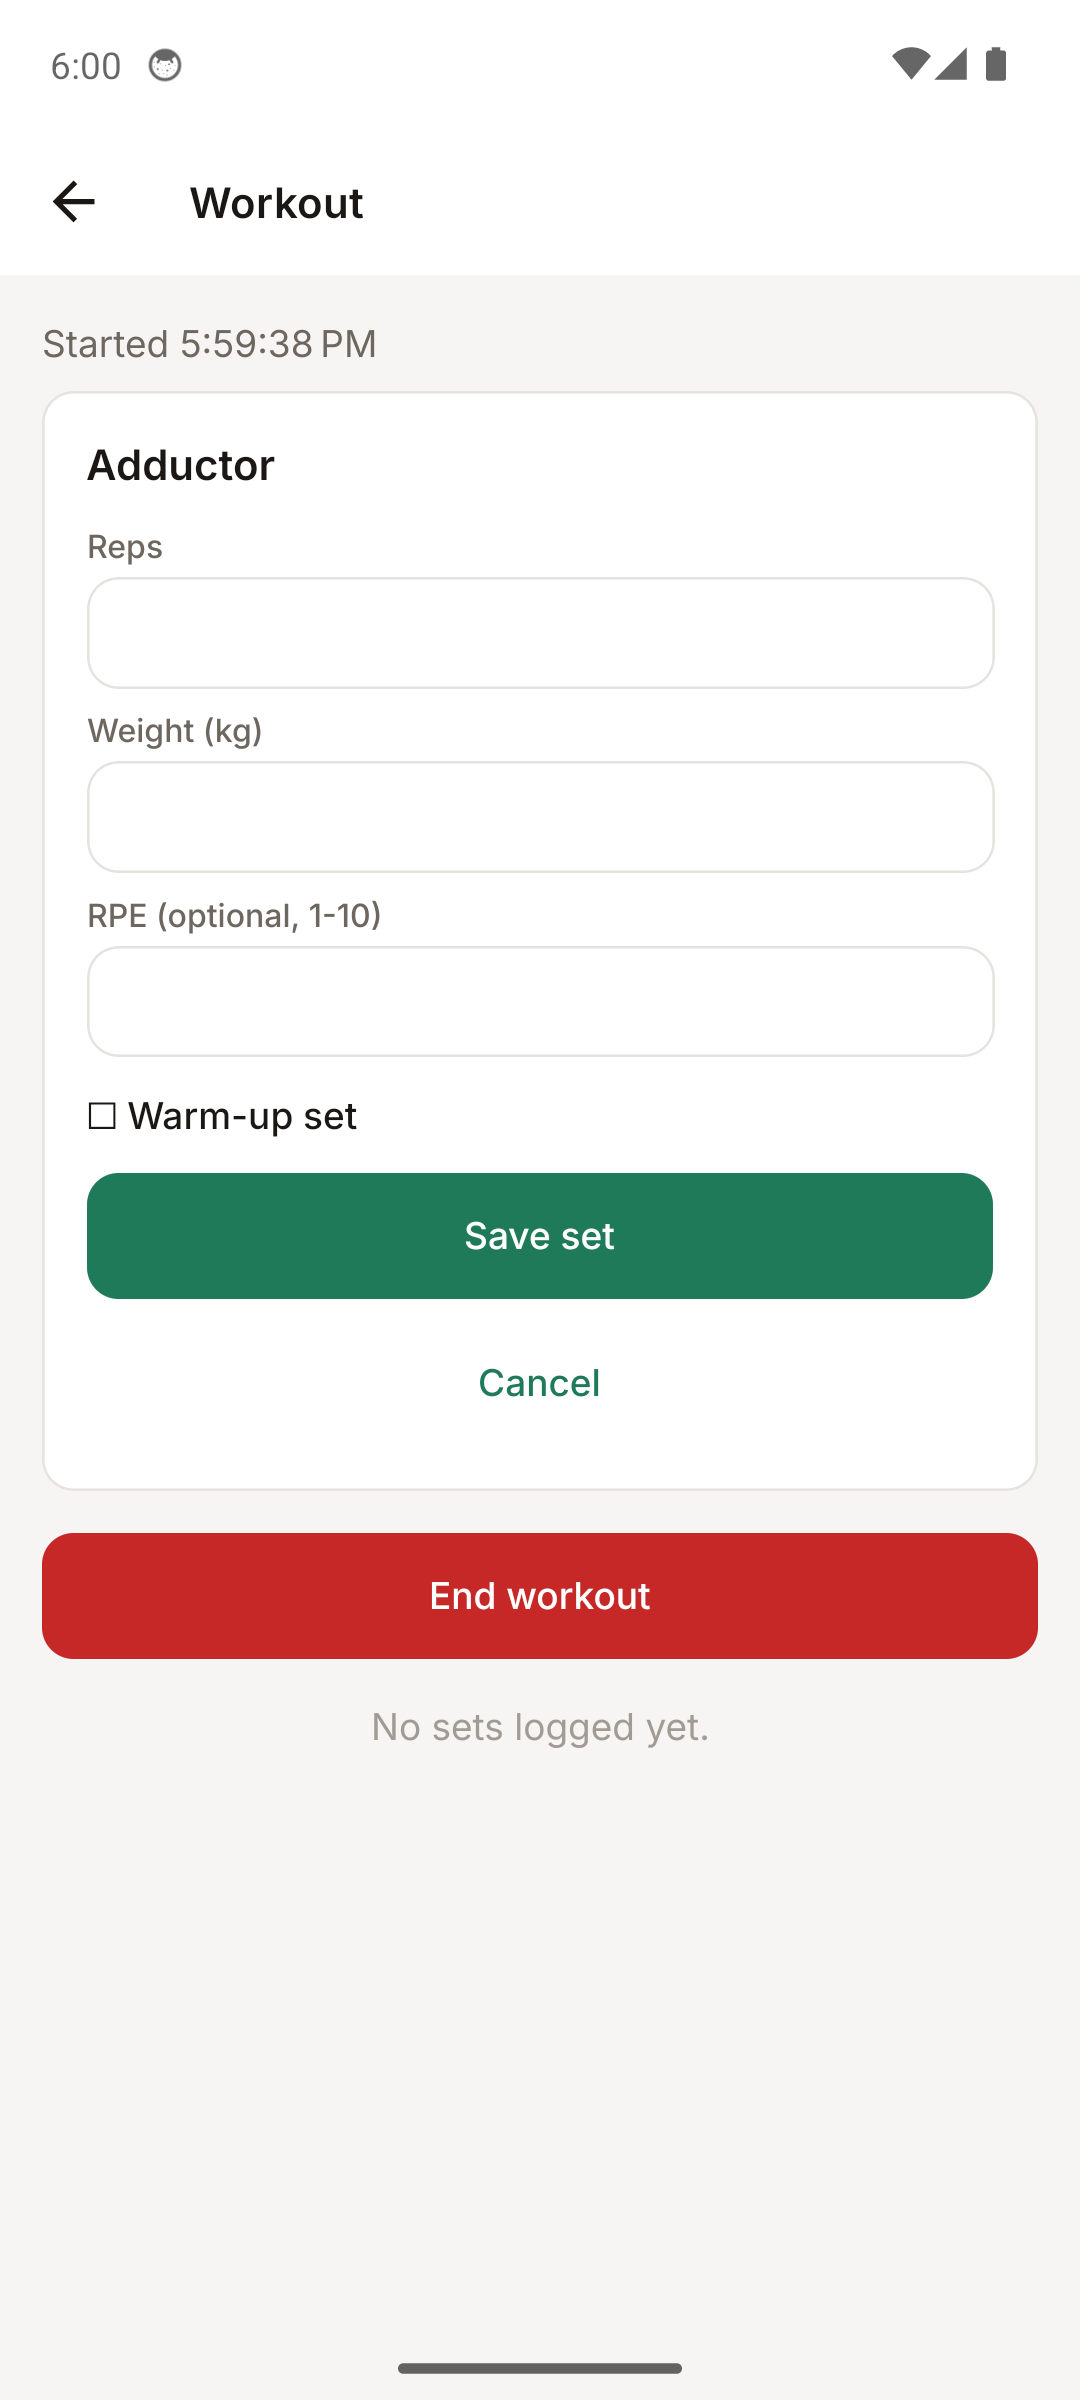 6:00
Workout
Started 5:59:38 PM
Adductor
Reps
Weight (kg)
RPE (optional, 1-10)
☐ Warm-up set
Save set
Cancel
End workout
No sets logged yet.